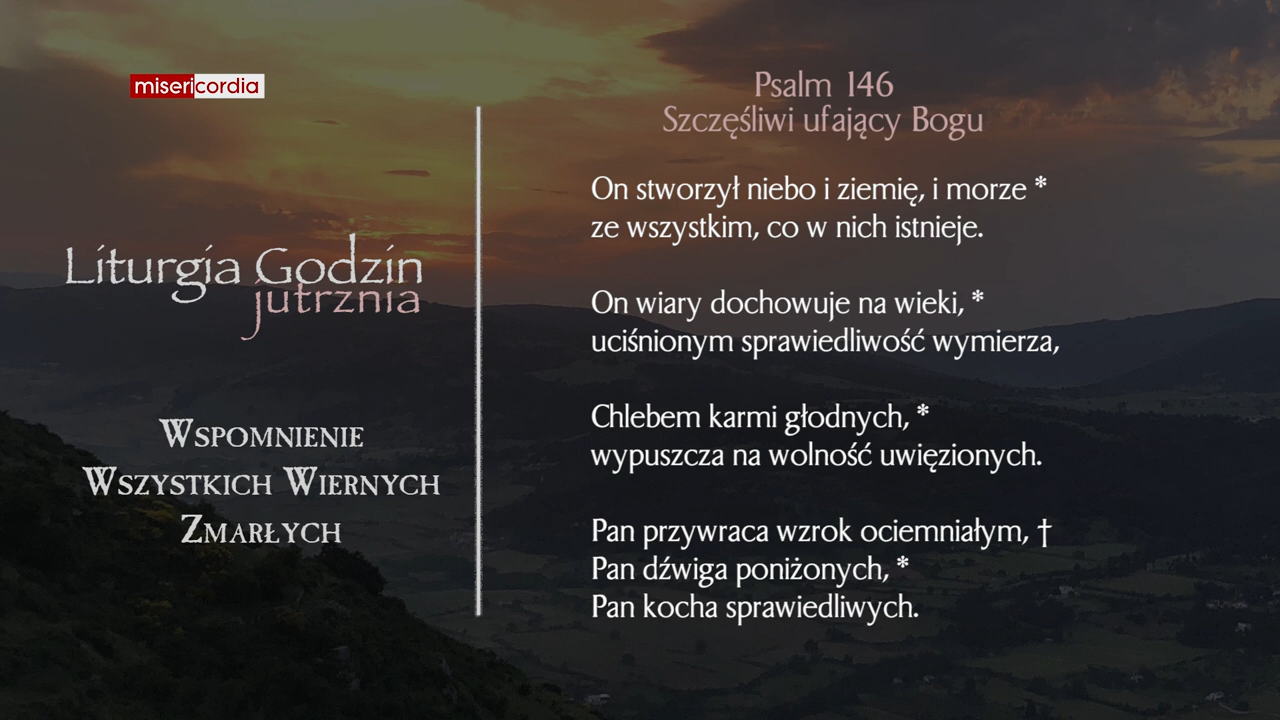 misericordia
Liturgia Godzin
jutrznia
Wspomnienie
Wszystkich Wiernych
Zmarłych
Psalm 146
Szczęśliwi ufający Bogu
On stworzył niebo i ziemię, i morze *
ze wszystkim, co w nich istnieje.
On wiary dochowuje na wieki, *
uciśnionym sprawiedliwość wymierza,
Chlebem karmi głodnych, *
wypuszcza na wolność uwięzionych.
Pan przywraca wzrok ociemniałym, †
Pan dźwiga poniżonych, *
Pan kocha sprawiedliwych.